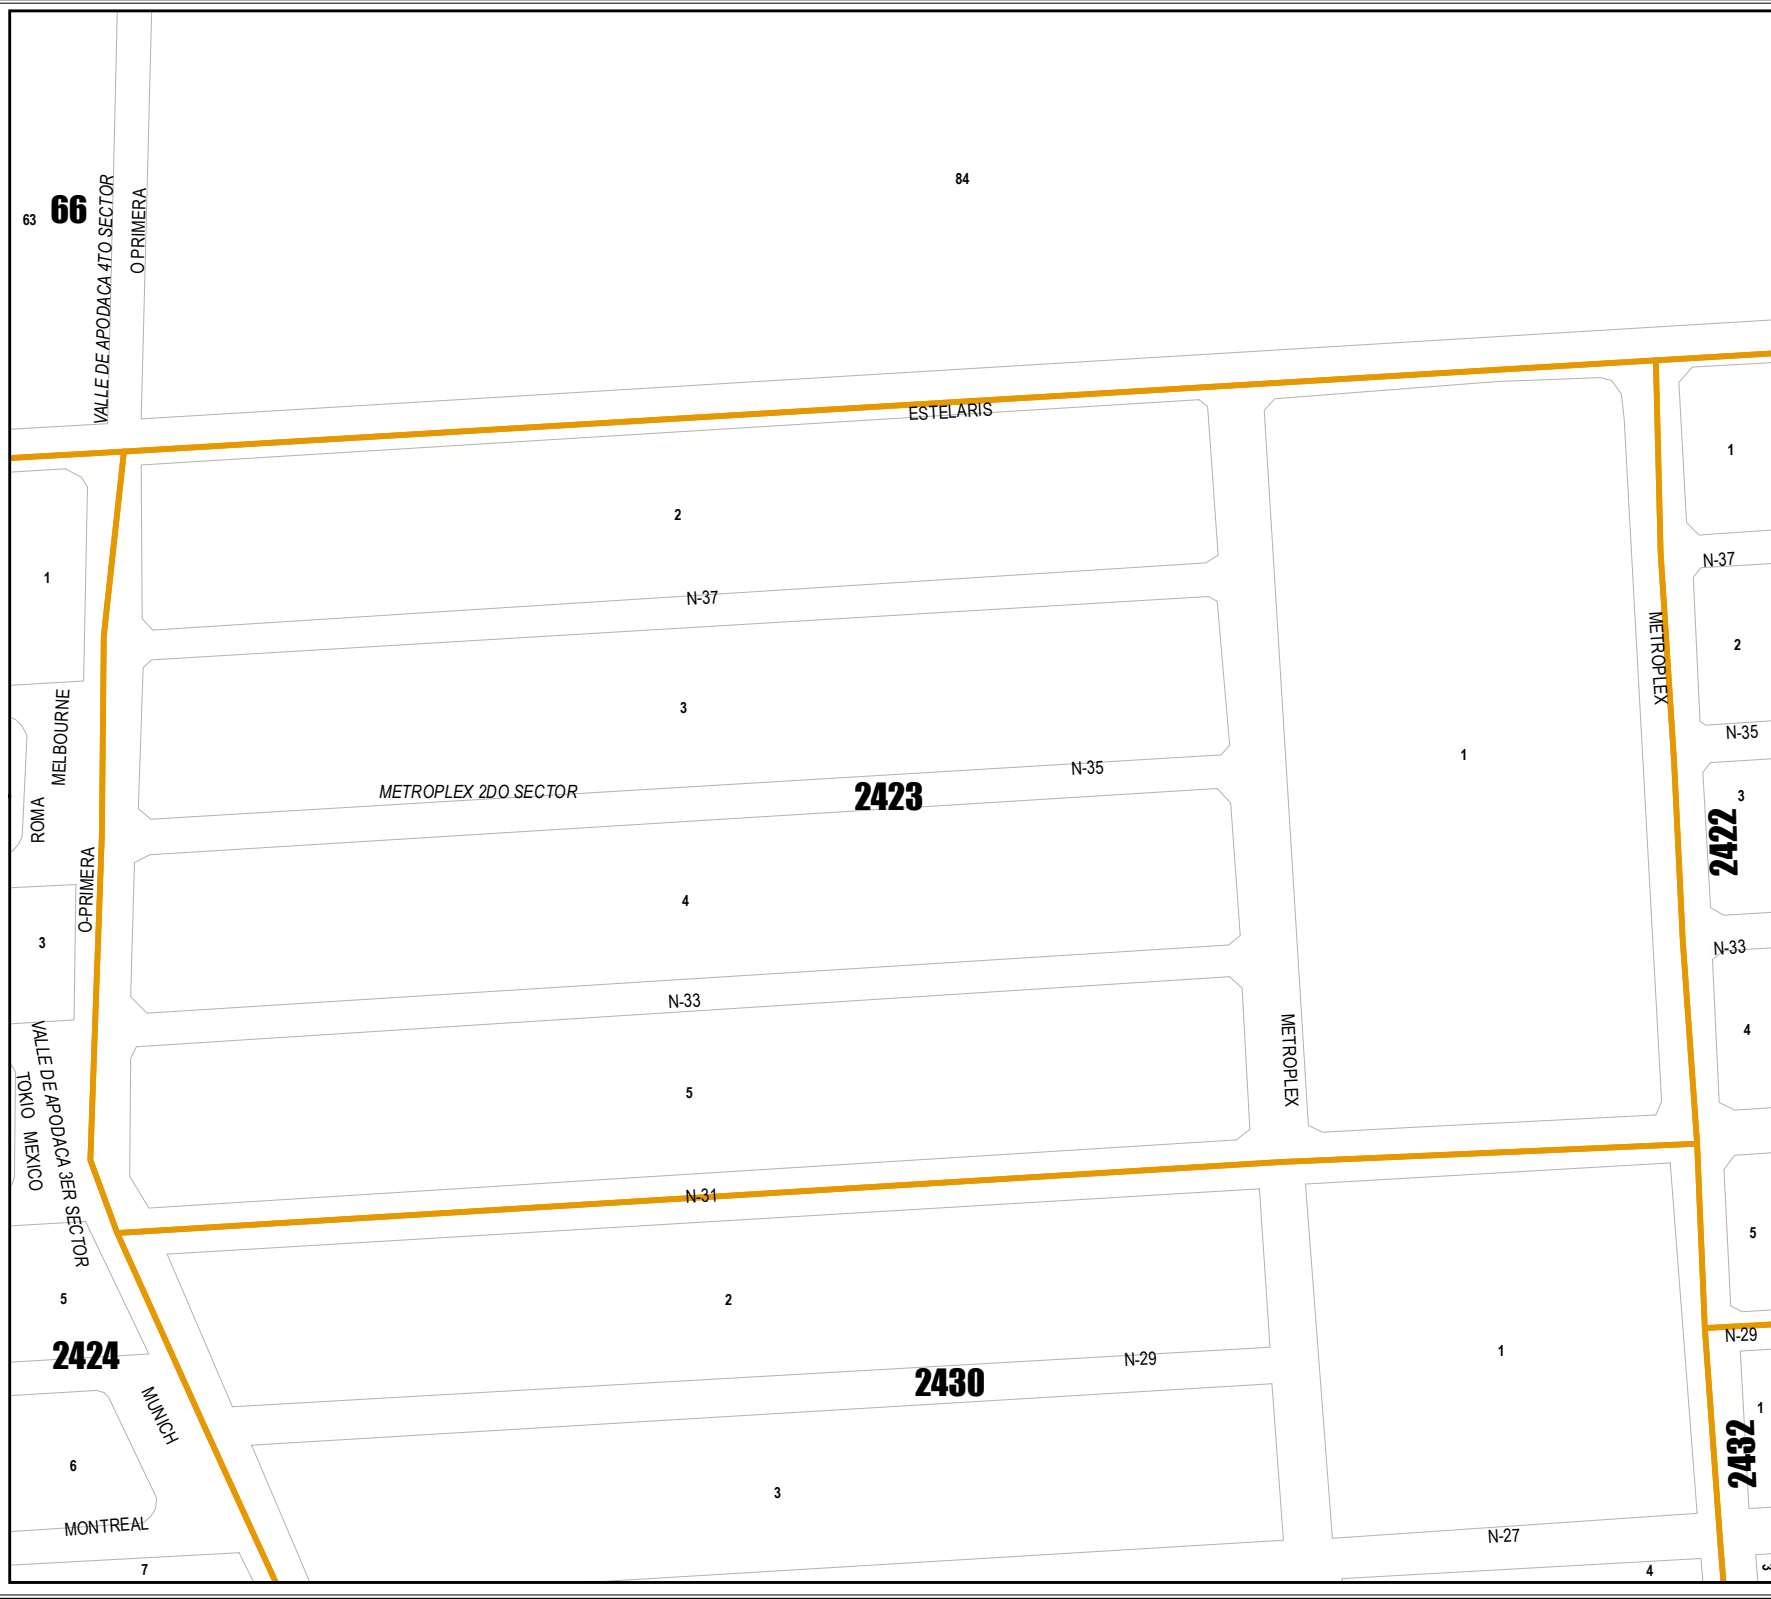 84
63
66
VALLE DE APODACA 4TO SECTOR
O PRIMERA
ESTELARIS
1
2
N-37
N-37
1
METROPLEX
2
MELBOURNE
3
N-35
1
N-35
METROPLEX 2DO SECTOR
2423
3
ROMA
2422
O-PRIMERA
4
3
N-33
N-33
4
VALLE DE APODACA 3ER SECTOR
METROPLEX
TOKIO
5
MEXICO
N-31
5
5
2
N-29
2424
N-29
1
2430
MUNICH
1
2432
6
3
MONTREAL
N-27
7
4
3